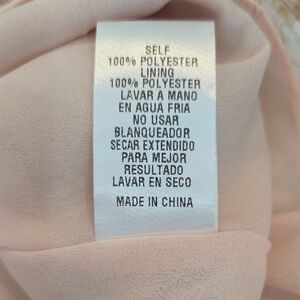 SELF
100% POLYESTER
LINING
100% POLYESTER
LAVAR A MANO
EN AGUA FRIA
NO USAR
BLANQUEADOR
SECAR EXTENDIDO
PARA MEJOR
RESULTADO
LAVAR EN SECO
MADE IN CHINA